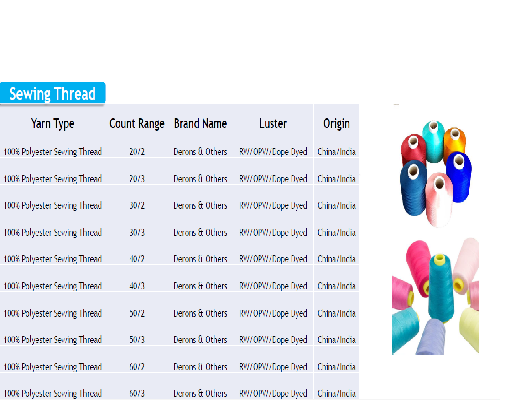 Sewing Thread
Yarn Type Count Range Brand Name Luster Origin
100% Polyester Sewing Thread 20/2 Derons & Others RW/OPW/Dope Dyed China/India
100% Polyester Sewing Thread 20/3 Derons & Others RW/OPW/Dope Dyed China/India
100% Polyester Sewing Thread 30/2 Derons & Others RW/OPW/Dope Dyed China/India
100% Polyester Sewing Thread 30/3 Derons & Others RW/OPW/Dope Dyed China/India
100% Polyester Sewing Thread 40/2 Derons & Others RW/OPW/Dope Dyed China/India
100% Polyester Sewing Thread 40/3 Derons & Others RW/OPW/Dope Dyed China/India
100% Polyester Sewing Thread 50/2 Derons & Others RW/OPW/Dope Dyed China/India
100% Polyester Sewing Thread 50/3 Derons & Others RW/OPW/Dope Dyed China/India
100% Polyester Sewing Thread 60/2 Derons & Others RW/OPW/Dope Dyed China/India
100% Polyester Sewing Thread 60/3 Derons & Others RW/OPW/Dope Dyed China/India